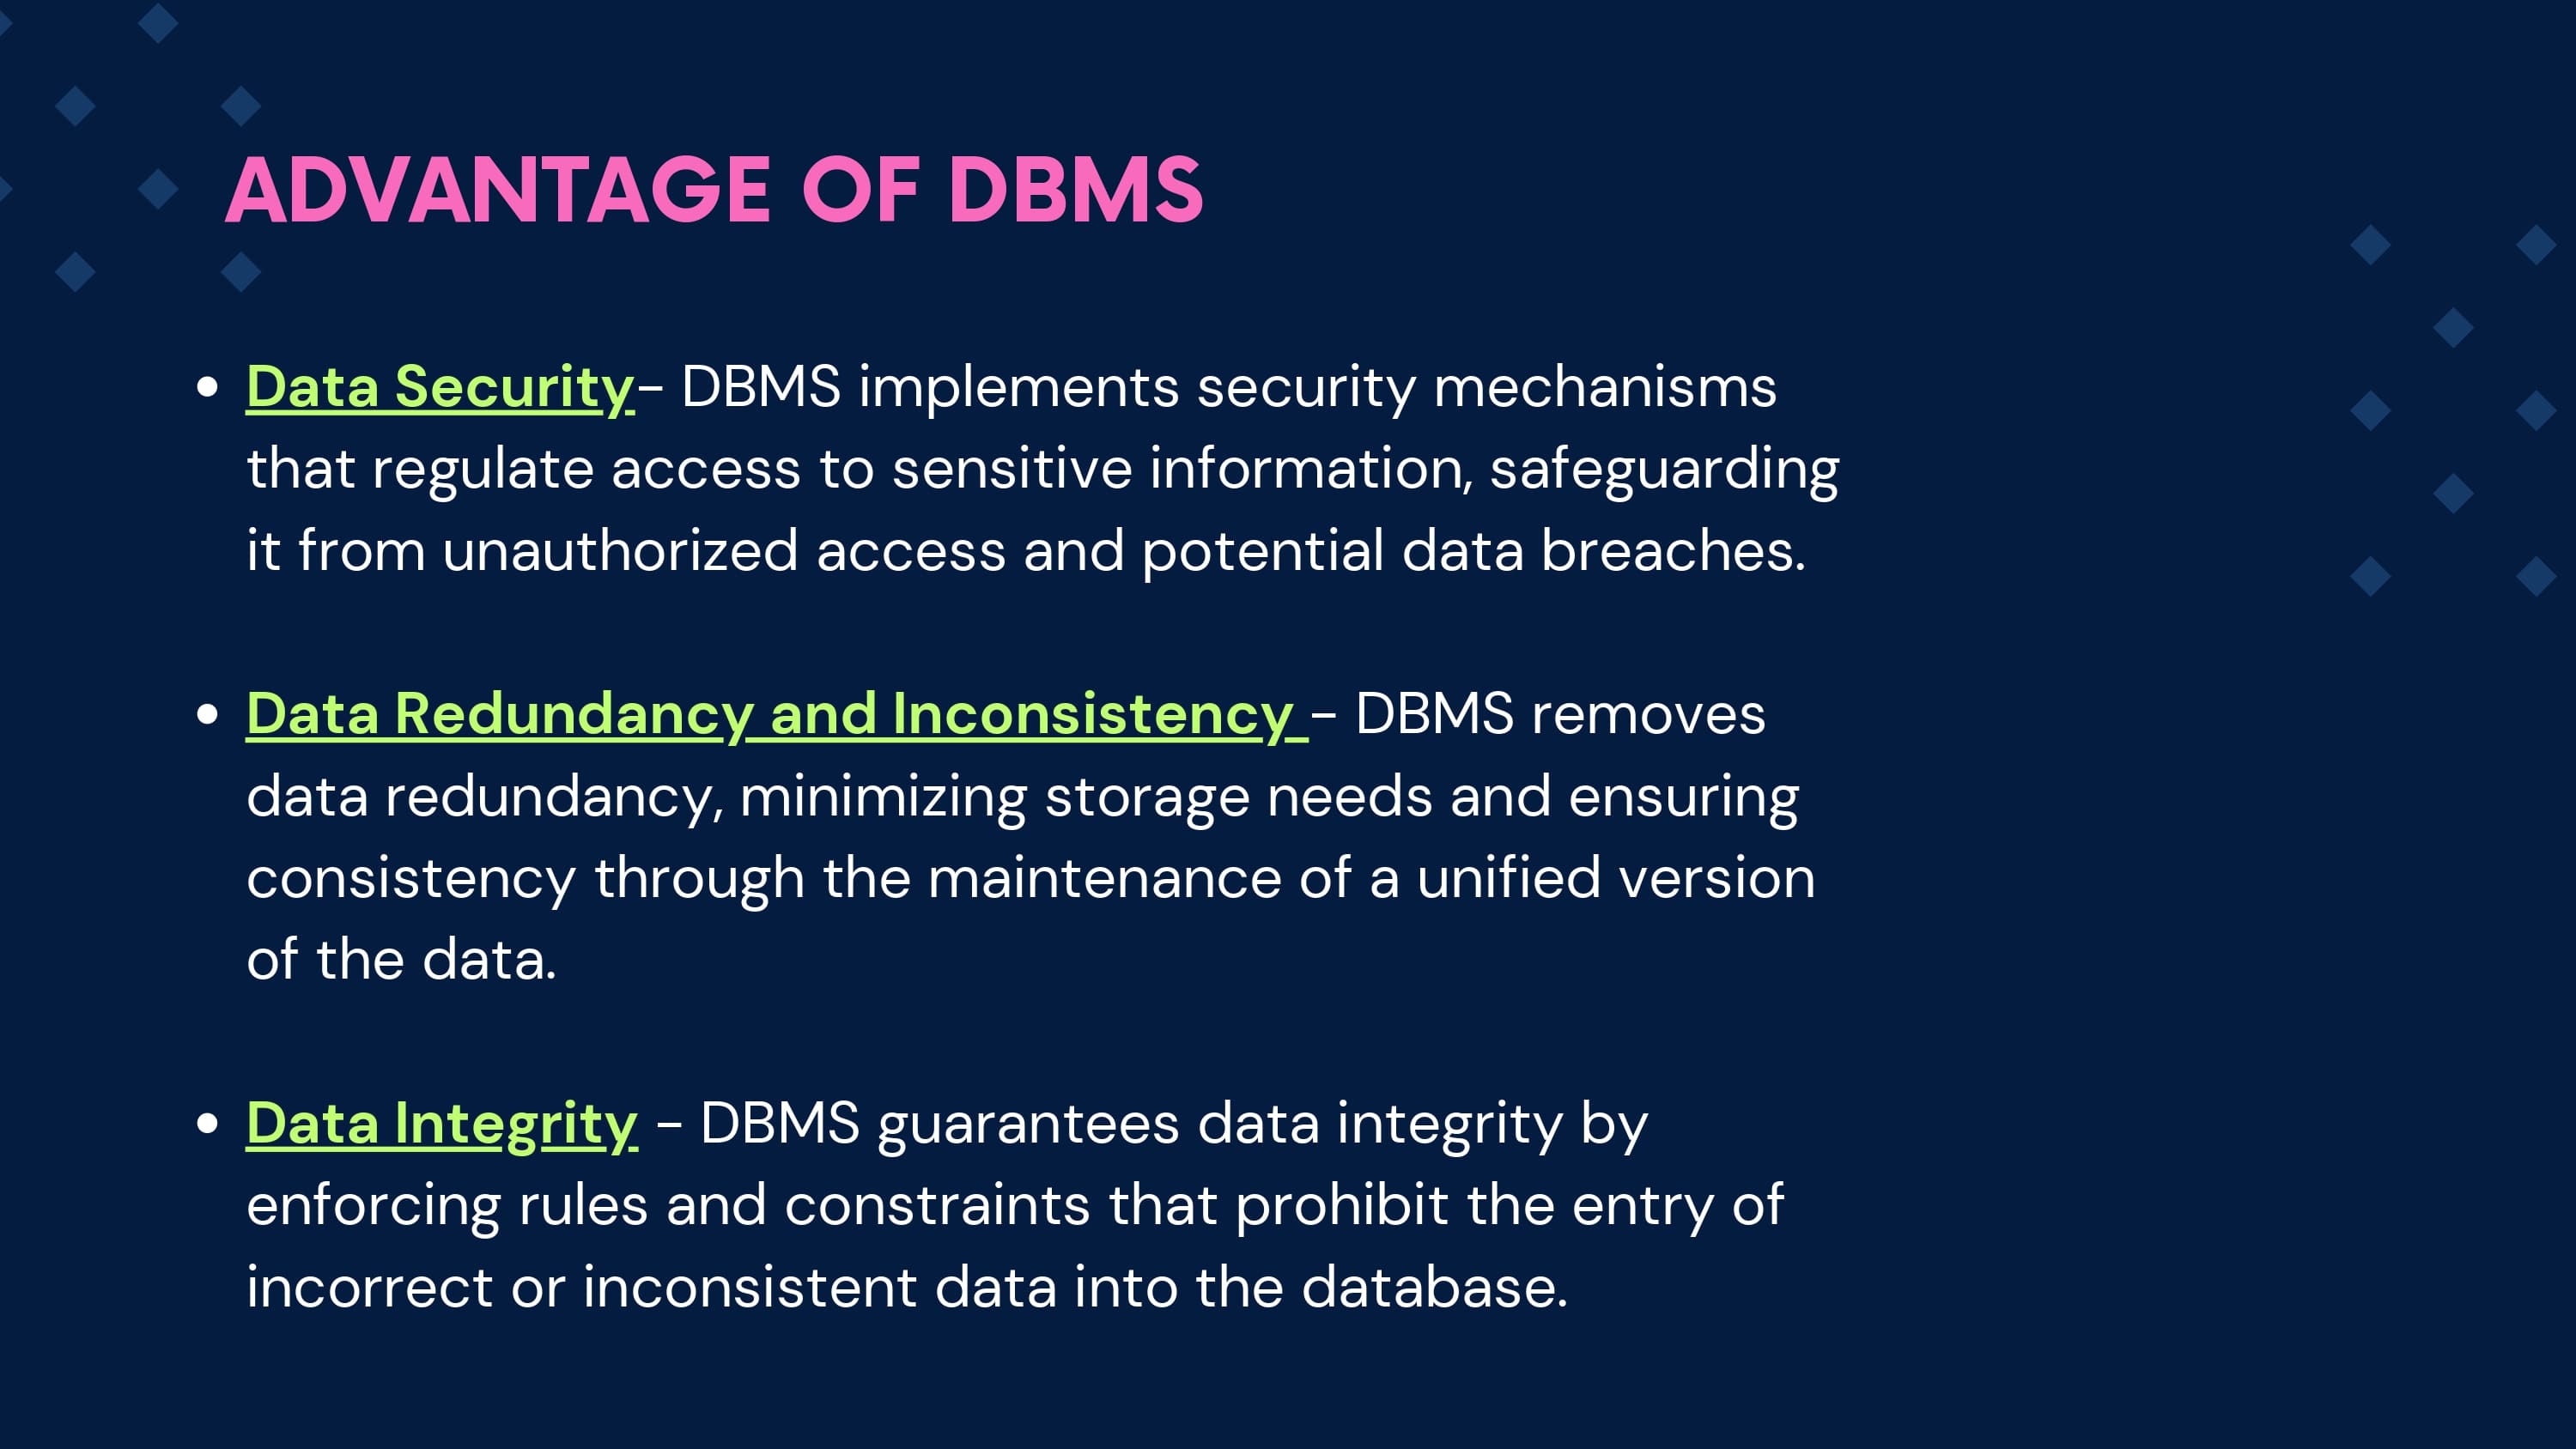 ADVANTAGE OF DBMS
• Data Security- DBMS implements security mechanisms
that regulate access to sensitive information, safeguarding
it from unauthorized access and potential data breaches.
• Data Redundancy and Inconsistency - DBMS removes
data redundancy, minimizing storage needs and ensuring
consistency through the maintenance of a unified version
of the data.
• Data Integrity - DBMS guarantees data integrity by
enforcing rules and constraints that prohibit the entry of
incorrect or inconsistent data into the database.